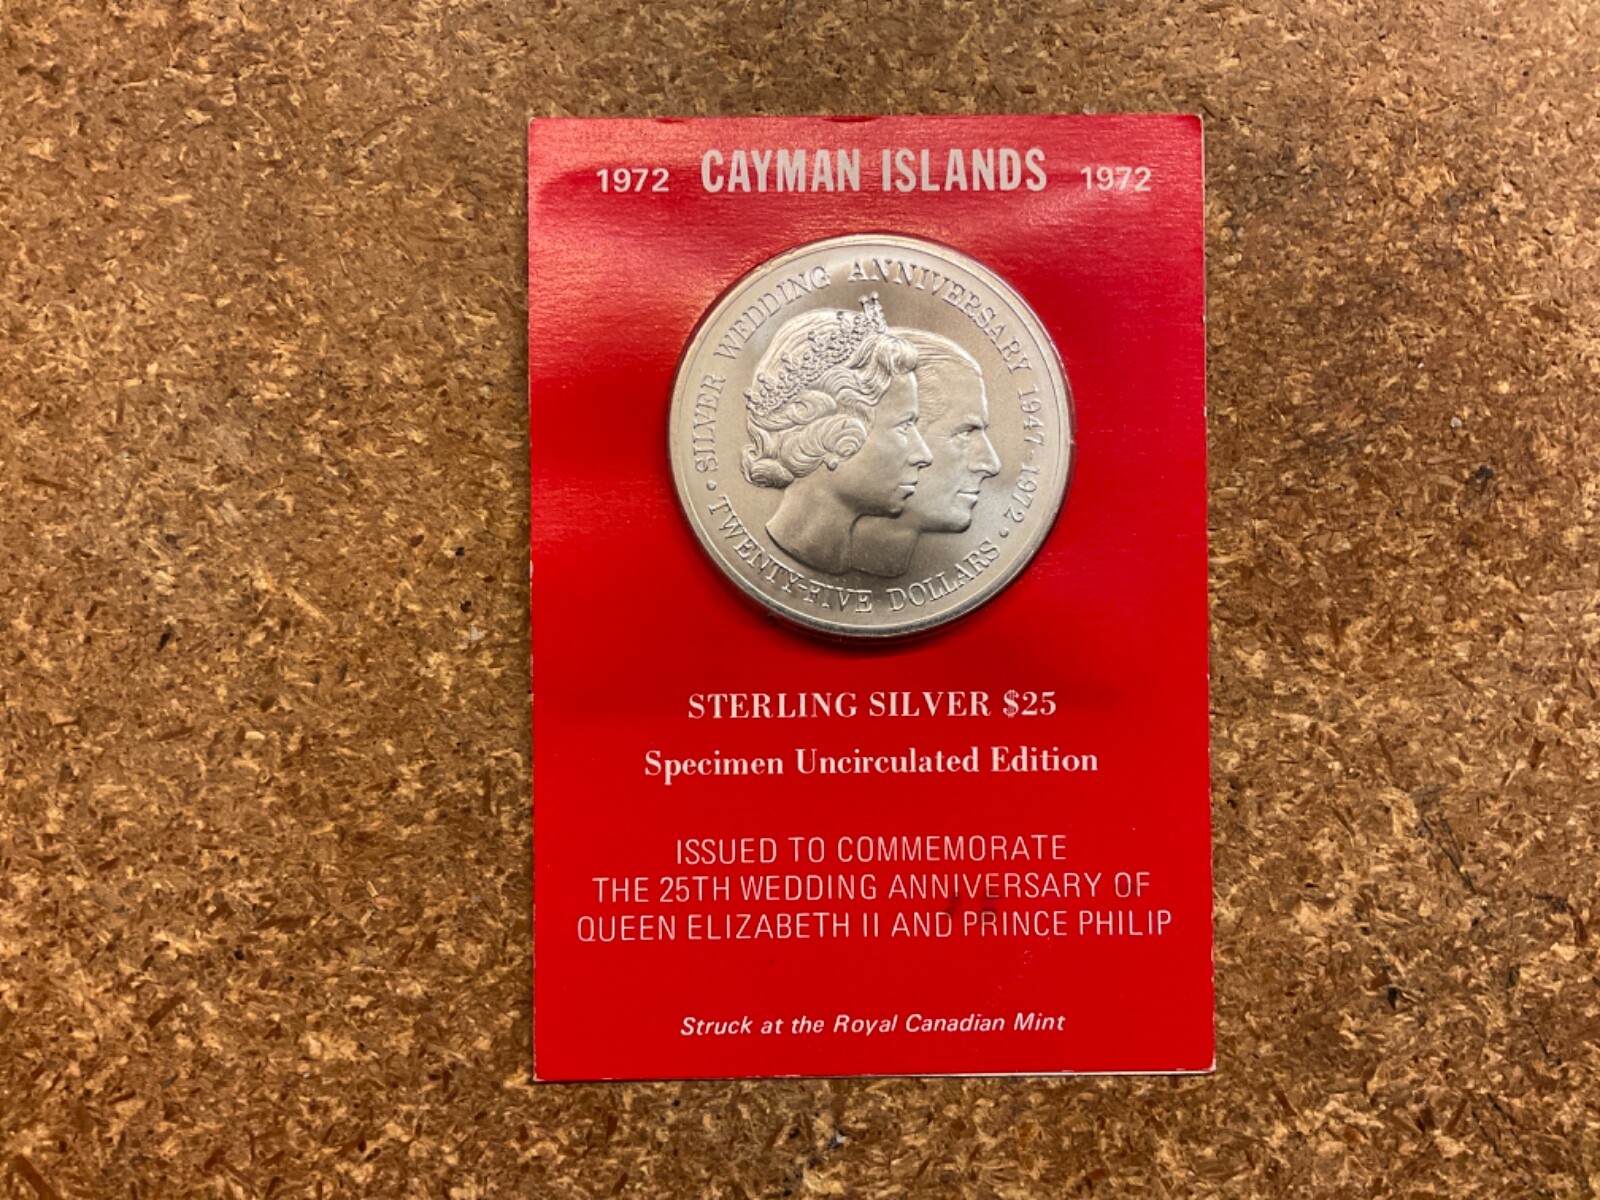 1972 CAYMAN ISLANDS 1972
SILVER WEDDING ANNIVERSARY 1947-1972
• TWENTY-FIVE DOLLARS •
STERLING SILVER $25
Specimen Uncirculated Edition
ISSUED TO COMMEMORATE
THE 25TH WEDDING ANNIVERSARY OF
QUEEN ELIZABETH II AND PRINCE PHILIP
Struck at the Royal Canadian Mint